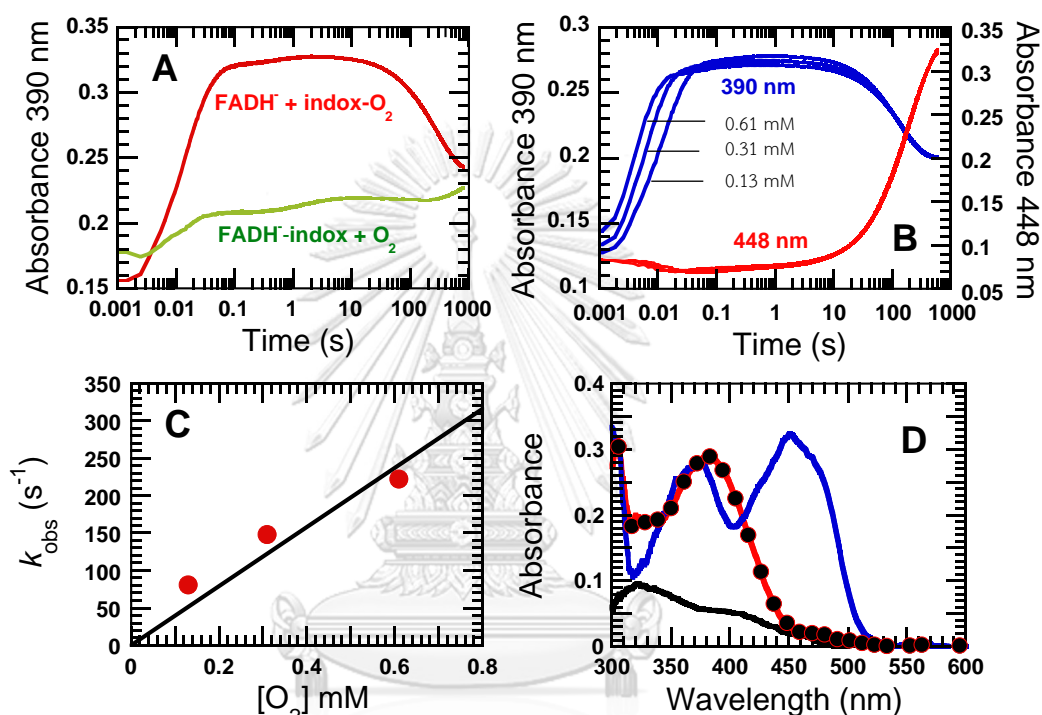 A
Absorbance 390 nm
0.35
0.3
0.25
0.2
0.15
FADH⁻ + indox-O₂
FADH⁻-indox + O₂
0.001 0.01 0.1 1 10 100 1000
Time (s)
B
Absorbance 390 nm
0.3
0.25
0.2
0.15
0.1
390 nm
0.61 mM
0.31 mM
0.13 mM
448 nm
0.35
0.3
0.25
0.2
0.15
0.1
0.05
Absorbance 448 nm
0.001 0.01 0.1 1 10 100 1000
Time (s)
C
k_obs (s⁻¹)
350
300
250
200
150
100
50
0
0 0.2 0.4 0.6 0.8
[O₂] mM
D
Absorbance
0.4
0.3
0.2
0.1
0
300 350 400 450 500 550 600
Wavelength (nm)